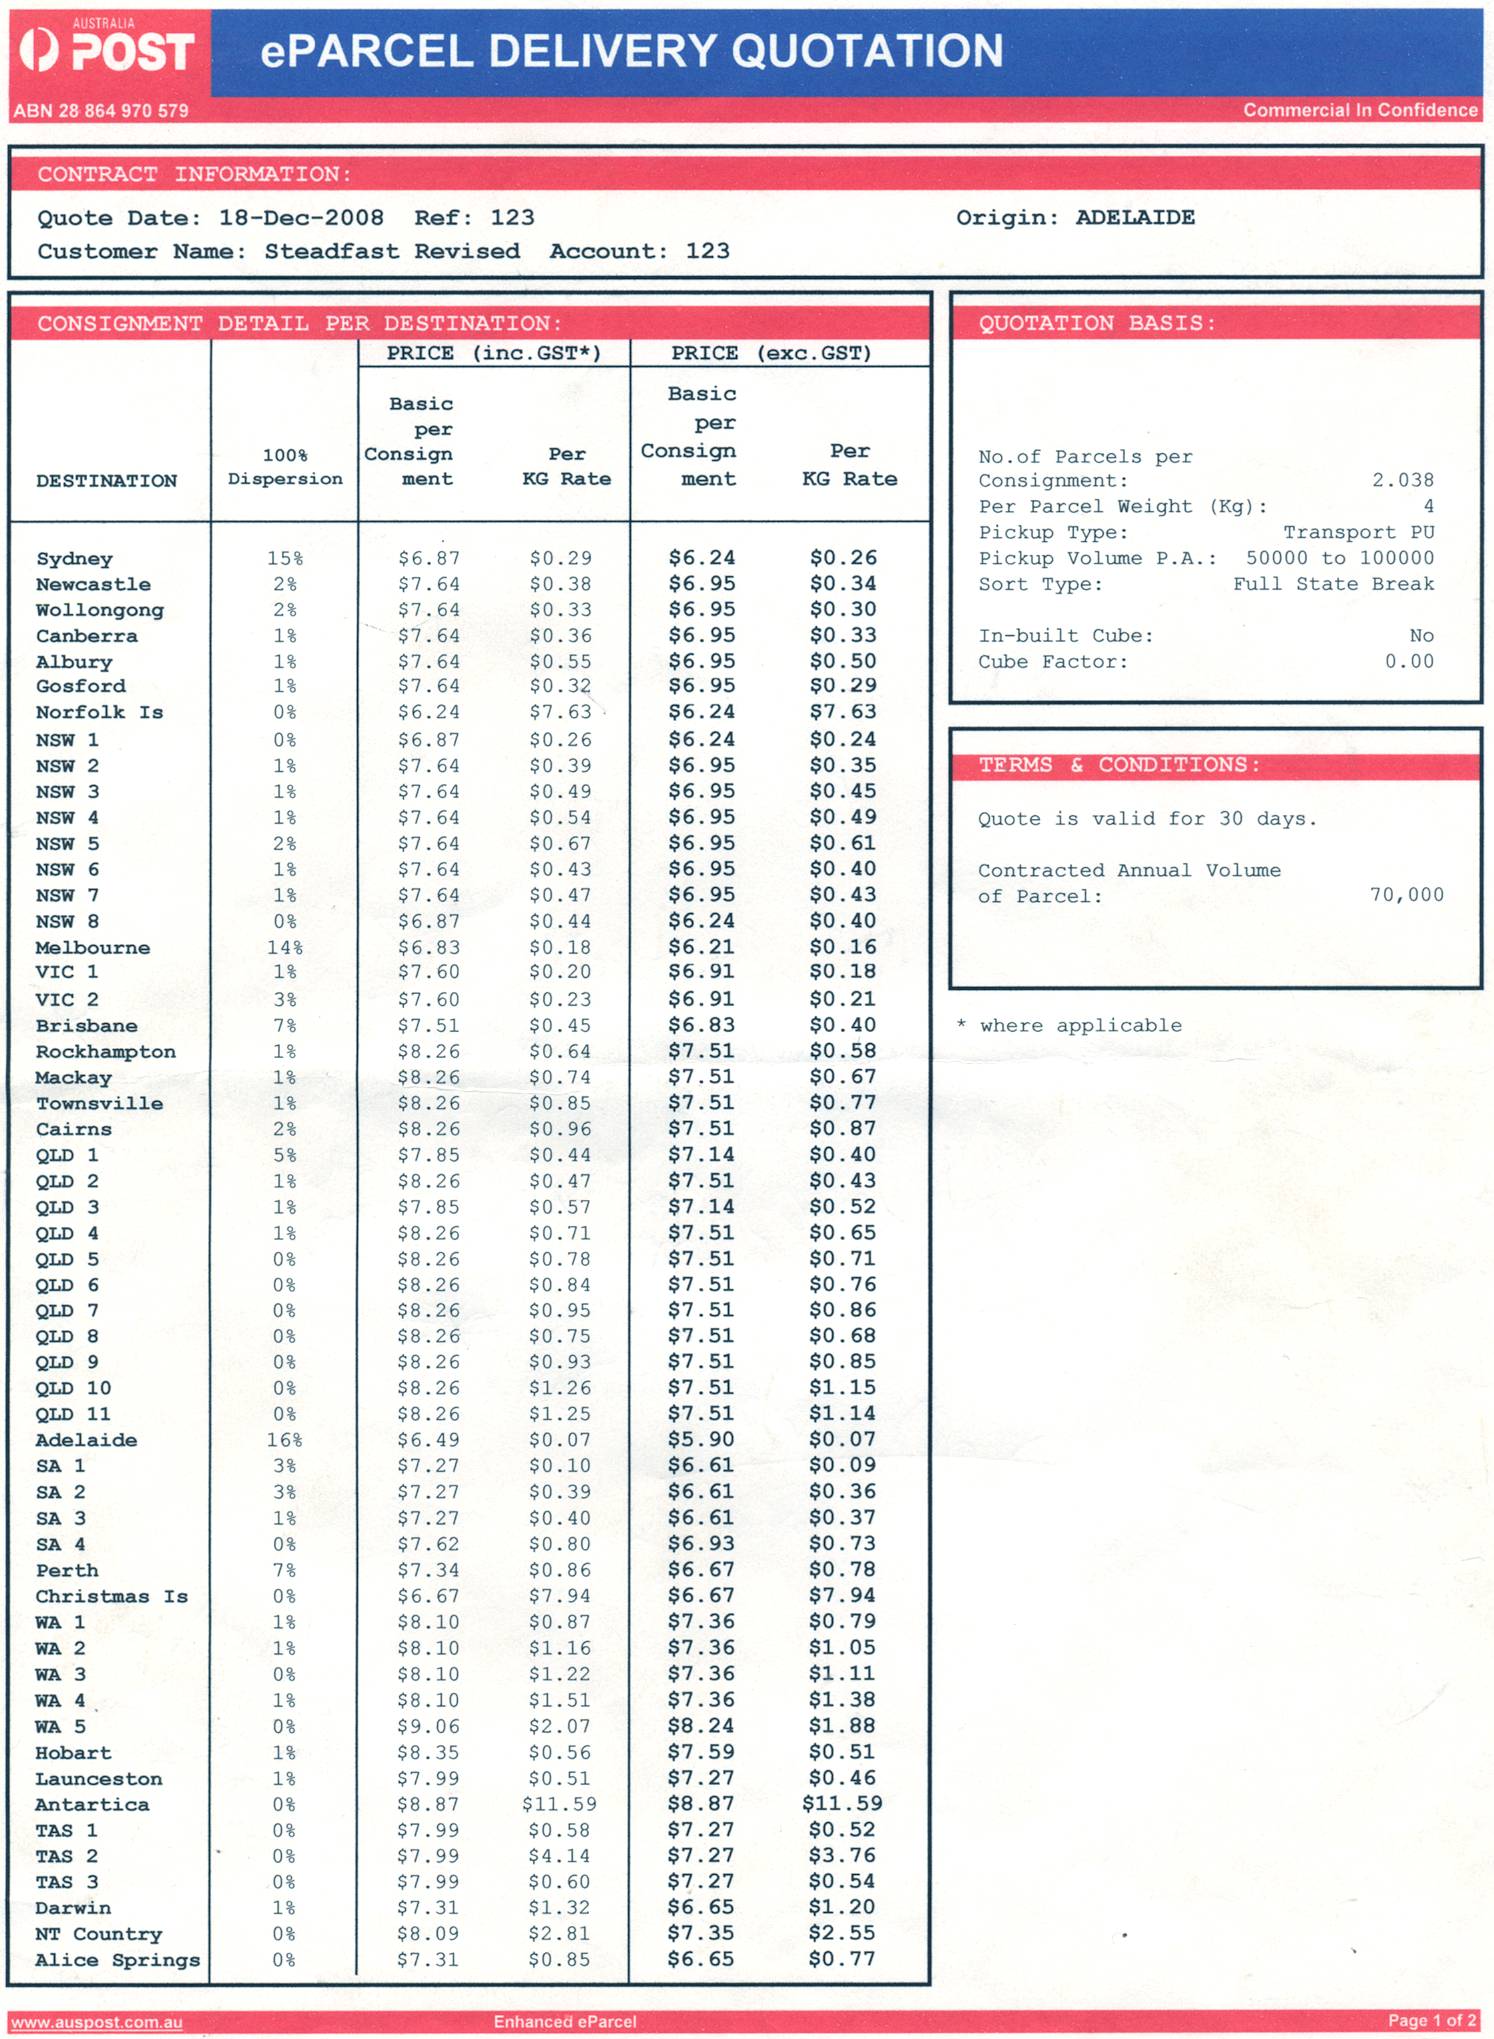 AUSTRALIA
POST
ePARCEL DELIVERY QUOTATION
ABN 28 864 970 579 Commercial In Confidence
CONTRACT INFORMATION:
Quote Date: 18-Dec-2008 Ref: 123 Origin: ADELAIDE
Customer Name: Steadfast Revised Account: 123
CONSIGNMENT DETAIL PER DESTINATION:
PRICE (inc.GST*) PRICE (exc.GST)
DESTINATION
100%
Dispersion
Basic
per
Consign
ment
Per
KG Rate
Basic
per
Consign
ment
Per
KG Rate
Sydney 15% $6.87 $0.29 $6.24 $0.26
Newcastle 2% $7.64 $0.38 $6.95 $0.34
Wollongong 2% $7.64 $0.33 $6.95 $0.30
Canberra 1% $7.64 $0.36 $6.95 $0.33
Albury 1% $7.64 $0.55 $6.95 $0.50
Gosford 1% $7.64 $0.32 $6.95 $0.29
Norfolk Is 0% $6.24 $7.63 $6.24 $7.63
NSW 1 0% $6.87 $0.26 $6.24 $0.24
NSW 2 1% $7.64 $0.39 $6.95 $0.35
NSW 3 1% $7.64 $0.49 $6.95 $0.45
NSW 4 1% $7.64 $0.54 $6.95 $0.49
NSW 5 2% $7.64 $0.67 $6.95 $0.61
NSW 6 1% $7.64 $0.43 $6.95 $0.40
NSW 7 1% $7.64 $0.47 $6.95 $0.43
NSW 8 0% $6.87 $0.44 $6.24 $0.40
Melbourne 14% $6.83 $0.18 $6.21 $0.16
VIC 1 1% $7.60 $0.20 $6.91 $0.18
VIC 2 3% $7.60 $0.23 $6.91 $0.21
Brisbane 7% $7.51 $0.45 $6.83 $0.40
Rockhampton 1% $8.26 $0.64 $7.51 $0.58
Mackay 1% $8.26 $0.74 $7.51 $0.67
Townsville 1% $8.26 $0.85 $7.51 $0.77
Cairns 2% $8.26 $0.96 $7.51 $0.87
QLD 1 5% $7.85 $0.44 $7.14 $0.40
QLD 2 1% $8.26 $0.47 $7.51 $0.43
QLD 3 1% $7.85 $0.57 $7.14 $0.52
QLD 4 1% $8.26 $0.71 $7.51 $0.65
QLD 5 0% $8.26 $0.78 $7.51 $0.71
QLD 6 0% $8.26 $0.84 $7.51 $0.76
QLD 7 0% $8.26 $0.95 $7.51 $0.86
QLD 8 0% $8.26 $0.75 $7.51 $0.68
QLD 9 0% $8.26 $0.93 $7.51 $0.85
QLD 10 0% $8.26 $1.26 $7.51 $1.15
QLD 11 0% $8.26 $1.25 $7.51 $1.14
Adelaide 16% $6.49 $0.07 $5.90 $0.07
SA 1 3% $7.27 $0.10 $6.61 $0.09
SA 2 3% $7.27 $0.39 $6.61 $0.36
SA 3 1% $7.27 $0.40 $6.61 $0.37
SA 4 0% $7.62 $0.80 $6.93 $0.73
Perth 7% $7.34 $0.86 $6.67 $0.78
Christmas Is 0% $6.67 $7.94 $6.67 $7.94
WA 1 1% $8.10 $0.87 $7.36 $0.79
WA 2 1% $8.10 $1.16 $7.36 $1.05
WA 3 0% $8.10 $1.22 $7.36 $1.11
WA 4 1% $8.10 $1.51 $7.36 $1.38
WA 5 0% $9.06 $2.07 $8.24 $1.88
Hobart 1% $8.35 $0.56 $7.59 $0.51
Launceston 1% $7.99 $0.51 $7.27 $0.46
Antartica 0% $8.87 $11.59 $8.87 $11.59
TAS 1 0% $7.99 $0.58 $7.27 $0.52
TAS 2 0% $7.99 $4.14 $7.27 $3.76
TAS 3 0% $7.99 $0.60 $7.27 $0.54
Darwin 1% $7.31 $1.32 $6.65 $1.20
NT Country 0% $8.09 $2.81 $7.35 $2.55
Alice Springs 0% $7.31 $0.85 $6.65 $0.77
QUOTATION BASIS:
No.of Parcels per
Consignment: 2.038
Per Parcel Weight (Kg): 4
Pickup Type: Transport PU
Pickup Volume P.A.: 50000 to 100000
Sort Type: Full State Break
In-built Cube: No
Cube Factor: 0.00
TERMS & CONDITIONS:
Quote is valid for 30 days.
Contracted Annual Volume
of Parcel: 70,000
* where applicable
www.auspost.com.au Enhanced eParcel Page 1 of 2